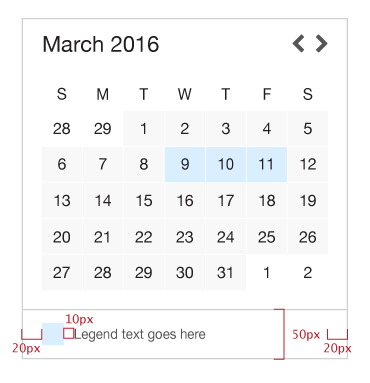 March 2016
S M T W T F S
28 29 1 2 3 4 5
6 7 8 9 10 11 12
13 14 15 16 17 18 19
20 21 22 23 24 25 26
27 28 29 30 31 1 2
10px
Legend text goes here
50px
20px
20px